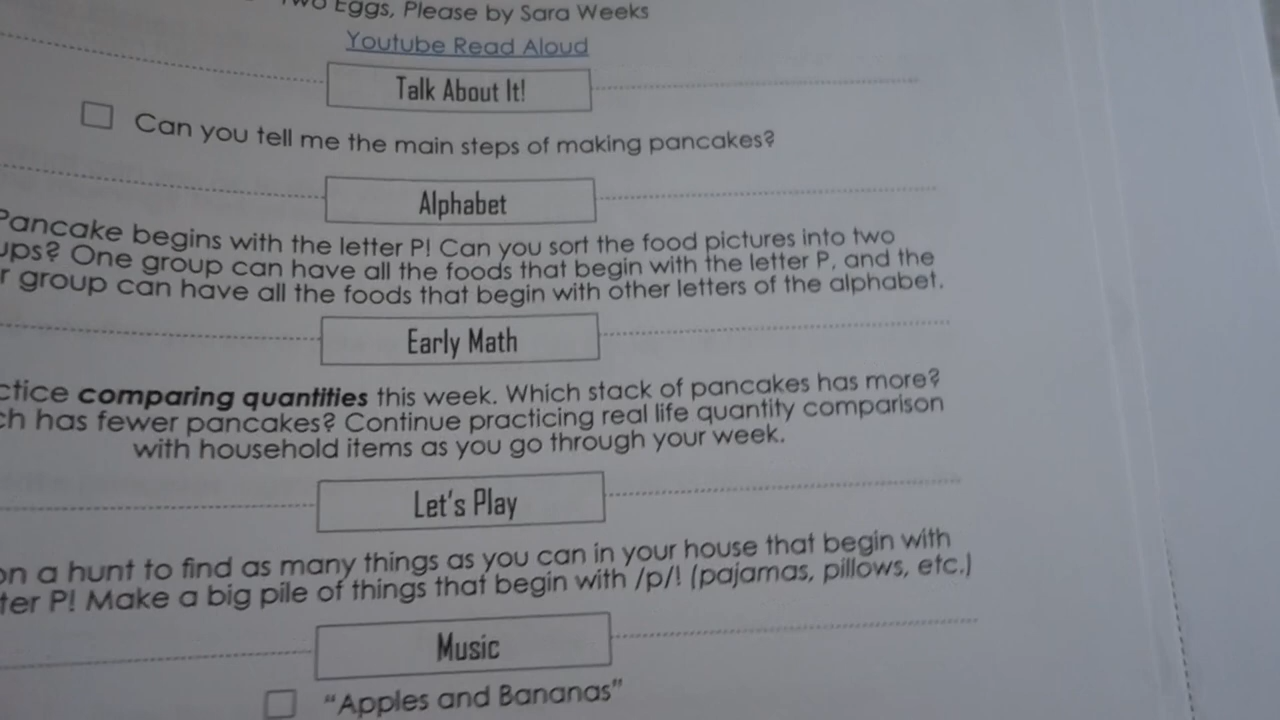 Eggs, Please by Sara Weeks
Youtube Read Aloud
Talk About It!
Can you tell me the main steps of making pancakes?
Alphabet
Pancake begins with the letter P! Can you sort the food pictures into two
ups? One group can have all the foods that begin with the letter P, and the
r group can have all the foods that begin with other letters of the alphabet.
Early Math
ctice comparing quantities this week. Which stack of pancakes has more?
ch has fewer pancakes? Continue practicing real life quantity comparison
with household items as you go through your week.
Let's Play
on a hunt to find as many things as you can in your house that begin with
ter P! Make a big pile of things that begin with /p/! (pajamas, pillows, etc.)
Music
"Apples and Bananas"